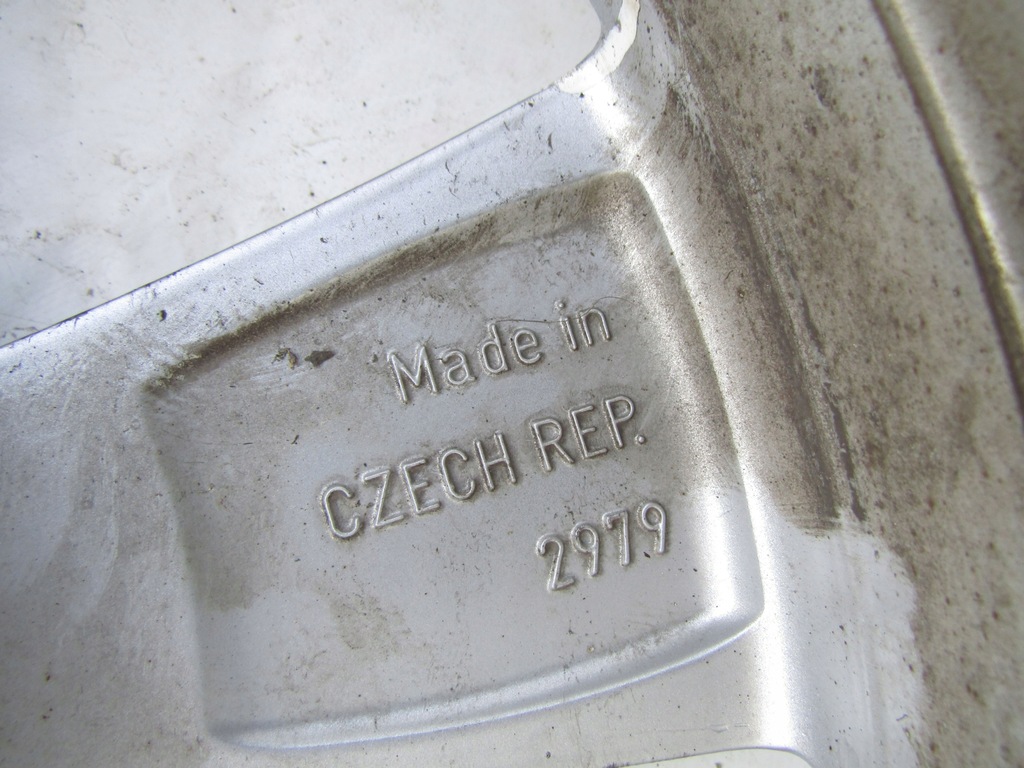 Made in
CZECH REP.
2979